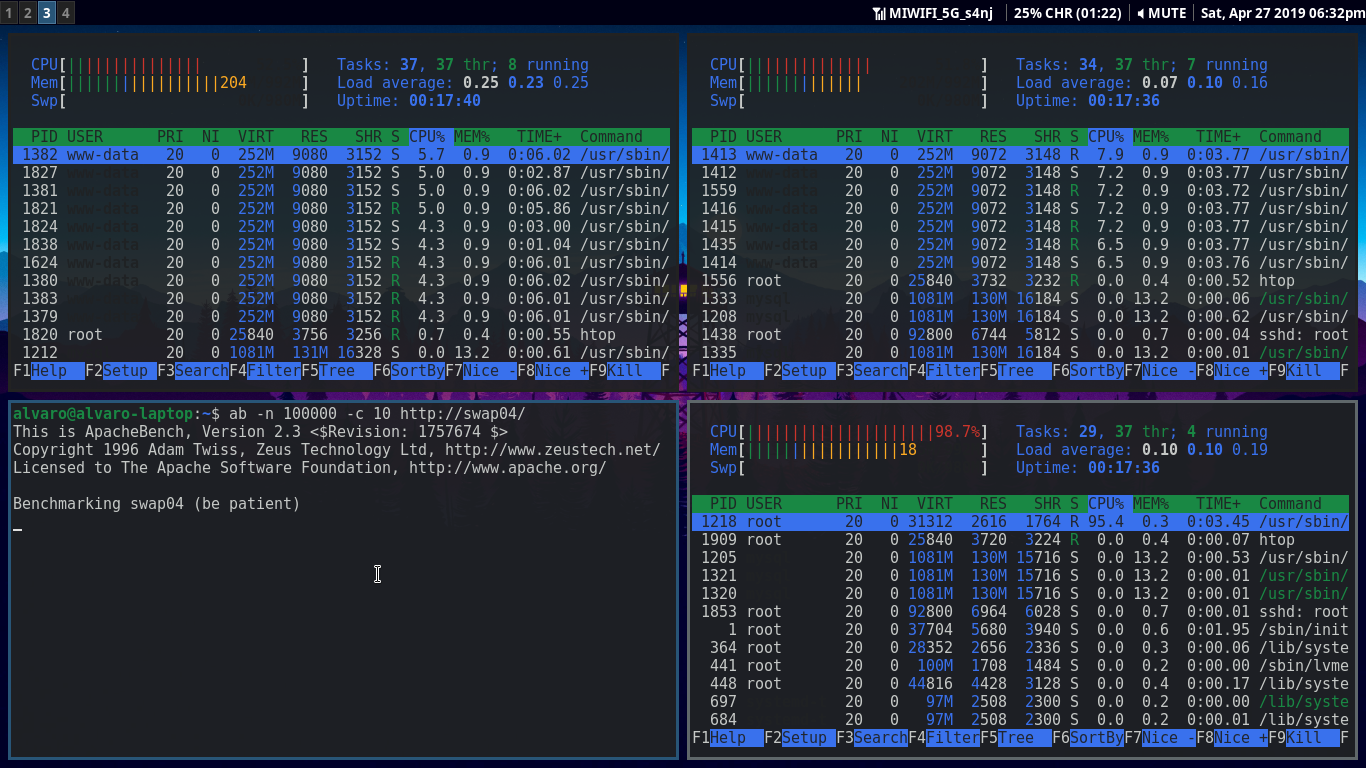 1 2 3 4 MIWIFI_5G_s4nj 25% CHR (01:22) MUTE Sat, Apr 27 2019 06:32pm
CPU[ ] Tasks: 37, 37 thr; 8 running
Mem[ 204 ] Load average: 0.25 0.23 0.25
Swp[ ] Uptime: 00:17:40
PID USER PRI NI VIRT RES SHR S CPU% MEM% TIME+ Command
1382 www-data 20 0 252M 9080 3152 S 5.7 0.9 0:06.02 /usr/sbin/
1827 www-data 20 0 252M 9080 3152 S 5.0 0.9 0:02.87 /usr/sbin/
1381 www-data 20 0 252M 9080 3152 S 5.0 0.9 0:06.02 /usr/sbin/
1821 www-data 20 0 252M 9080 3152 R 5.0 0.9 0:05.86 /usr/sbin/
1824 www-data 20 0 252M 9080 3152 S 4.3 0.9 0:03.00 /usr/sbin/
1838 www-data 20 0 252M 9080 3152 S 4.3 0.9 0:01.04 /usr/sbin/
1624 www-data 20 0 252M 9080 3152 R 4.3 0.9 0:06.01 /usr/sbin/
1380 www-data 20 0 252M 9080 3152 R 4.3 0.9 0:06.02 /usr/sbin/
1383 20 0 252M 9080 3152 R 4.3 0.9 0:06.01 /usr/sbin/
1379 20 0 252M 9080 3152 R 4.3 0.9 0:06.01 /usr/sbin/
1820 root 20 0 25840 3756 3256 R 0.7 0.4 0:00.55 htop
1212 20 0 1081M 131M 16328 S 0.0 13.2 0:00.61 /usr/sbin/
F1Help F2Setup F3SearchF4FilterF5Tree F6SortByF7Nice -F8Nice +F9Kill F
CPU[ ] Tasks: 34, 37 thr; 7 running
Mem[ ] Load average: 0.07 0.10 0.16
Swp[ ] Uptime: 00:17:36
PID USER PRI NI VIRT RES SHR S CPU% MEM% TIME+ Command
1413 www-data 20 0 252M 9072 3148 R 7.9 0.9 0:03.77 /usr/sbin/
1412 www-data 20 0 252M 9072 3148 S 7.2 0.9 0:03.77 /usr/sbin/
1559 www-data 20 0 252M 9072 3148 R 7.2 0.9 0:03.72 /usr/sbin/
1416 www-data 20 0 252M 9072 3148 S 7.2 0.9 0:03.77 /usr/sbin/
1415 www-data 20 0 252M 9072 3148 R 7.2 0.9 0:03.77 /usr/sbin/
1435 www-data 20 0 252M 9072 3148 S 6.5 0.9 0:03.77 /usr/sbin/
1414 www-data 20 0 252M 9072 3148 S 6.5 0.9 0:03.76 /usr/sbin/
1556 root 20 0 25840 3732 3232 R 0.7 0.4 0:00.52 htop
1333 mysql 20 0 1081M 130M 16184 S 0.0 13.2 0:00.06 /usr/sbin/
1208 mysql 20 0 1081M 130M 16184 S 0.0 13.2 0:00.62 /usr/sbin/
1438 root 20 0 92800 6744 5812 S 0.0 0.7 0:00.04 sshd: root
1335 20 0 1081M 130M 16184 S 0.0 13.2 0:00.01 /usr/sbin/
F1Help F2Setup F3SearchF4FilterF5Tree F6SortByF7Nice -F8Nice +F9Kill F
alvaro@alvaro-laptop:~$ ab -n 100000 -c 10 http://swap04/
This is ApacheBench, Version 2.3 <$Revision: 1757674 $>
Copyright 1996 Adam Twiss, Zeus Technology Ltd, http://www.zeustech.net/
Licensed to The Apache Software Foundation, http://www.apache.org/
Benchmarking swap04 (be patient)
CPU[ 98.7%] Tasks: 29, 37 thr; 4 running
Mem[ 18 ] Load average: 0.10 0.10 0.19
Swp[ ] Uptime: 00:17:36
PID USER PRI NI VIRT RES SHR S CPU% MEM% TIME+ Command
1218 root 20 0 31312 2616 1764 R 95.4 0.3 0:03.45 /usr/sbin/
1909 root 20 0 25840 3720 3224 R 0.0 0.4 0:00.07 htop
1205 20 0 1081M 130M 15716 S 0.0 13.2 0:00.53 /usr/sbin/
1321 20 0 1081M 130M 15716 S 0.0 13.2 0:00.01 /usr/sbin/
1320 20 0 1081M 130M 15716 S 0.0 13.2 0:00.01 /usr/sbin/
1853 root 20 0 92800 6964 6028 S 0.0 0.7 0:00.01 sshd: root
1 root 20 0 37704 5680 3940 S 0.0 0.6 0:01.95 /sbin/init
364 root 20 0 28352 2656 2336 S 0.0 0.3 0:00.06 /lib/syste
441 root 20 0 100M 1708 1484 S 0.0 0.2 0:00.00 /sbin/lvme
448 root 20 0 44816 4428 3128 S 0.0 0.4 0:00.17 /lib/syste
697 20 0 97M 2508 2300 S 0.0 0.2 0:00.00 /lib/syste
684 20 0 97M 2508 2300 S 0.0 0.2 0:00.01 /lib/syste
F1Help F2Setup F3SearchF4FilterF5Tree F6SortByF7Nice -F8Nice +F9Kill F